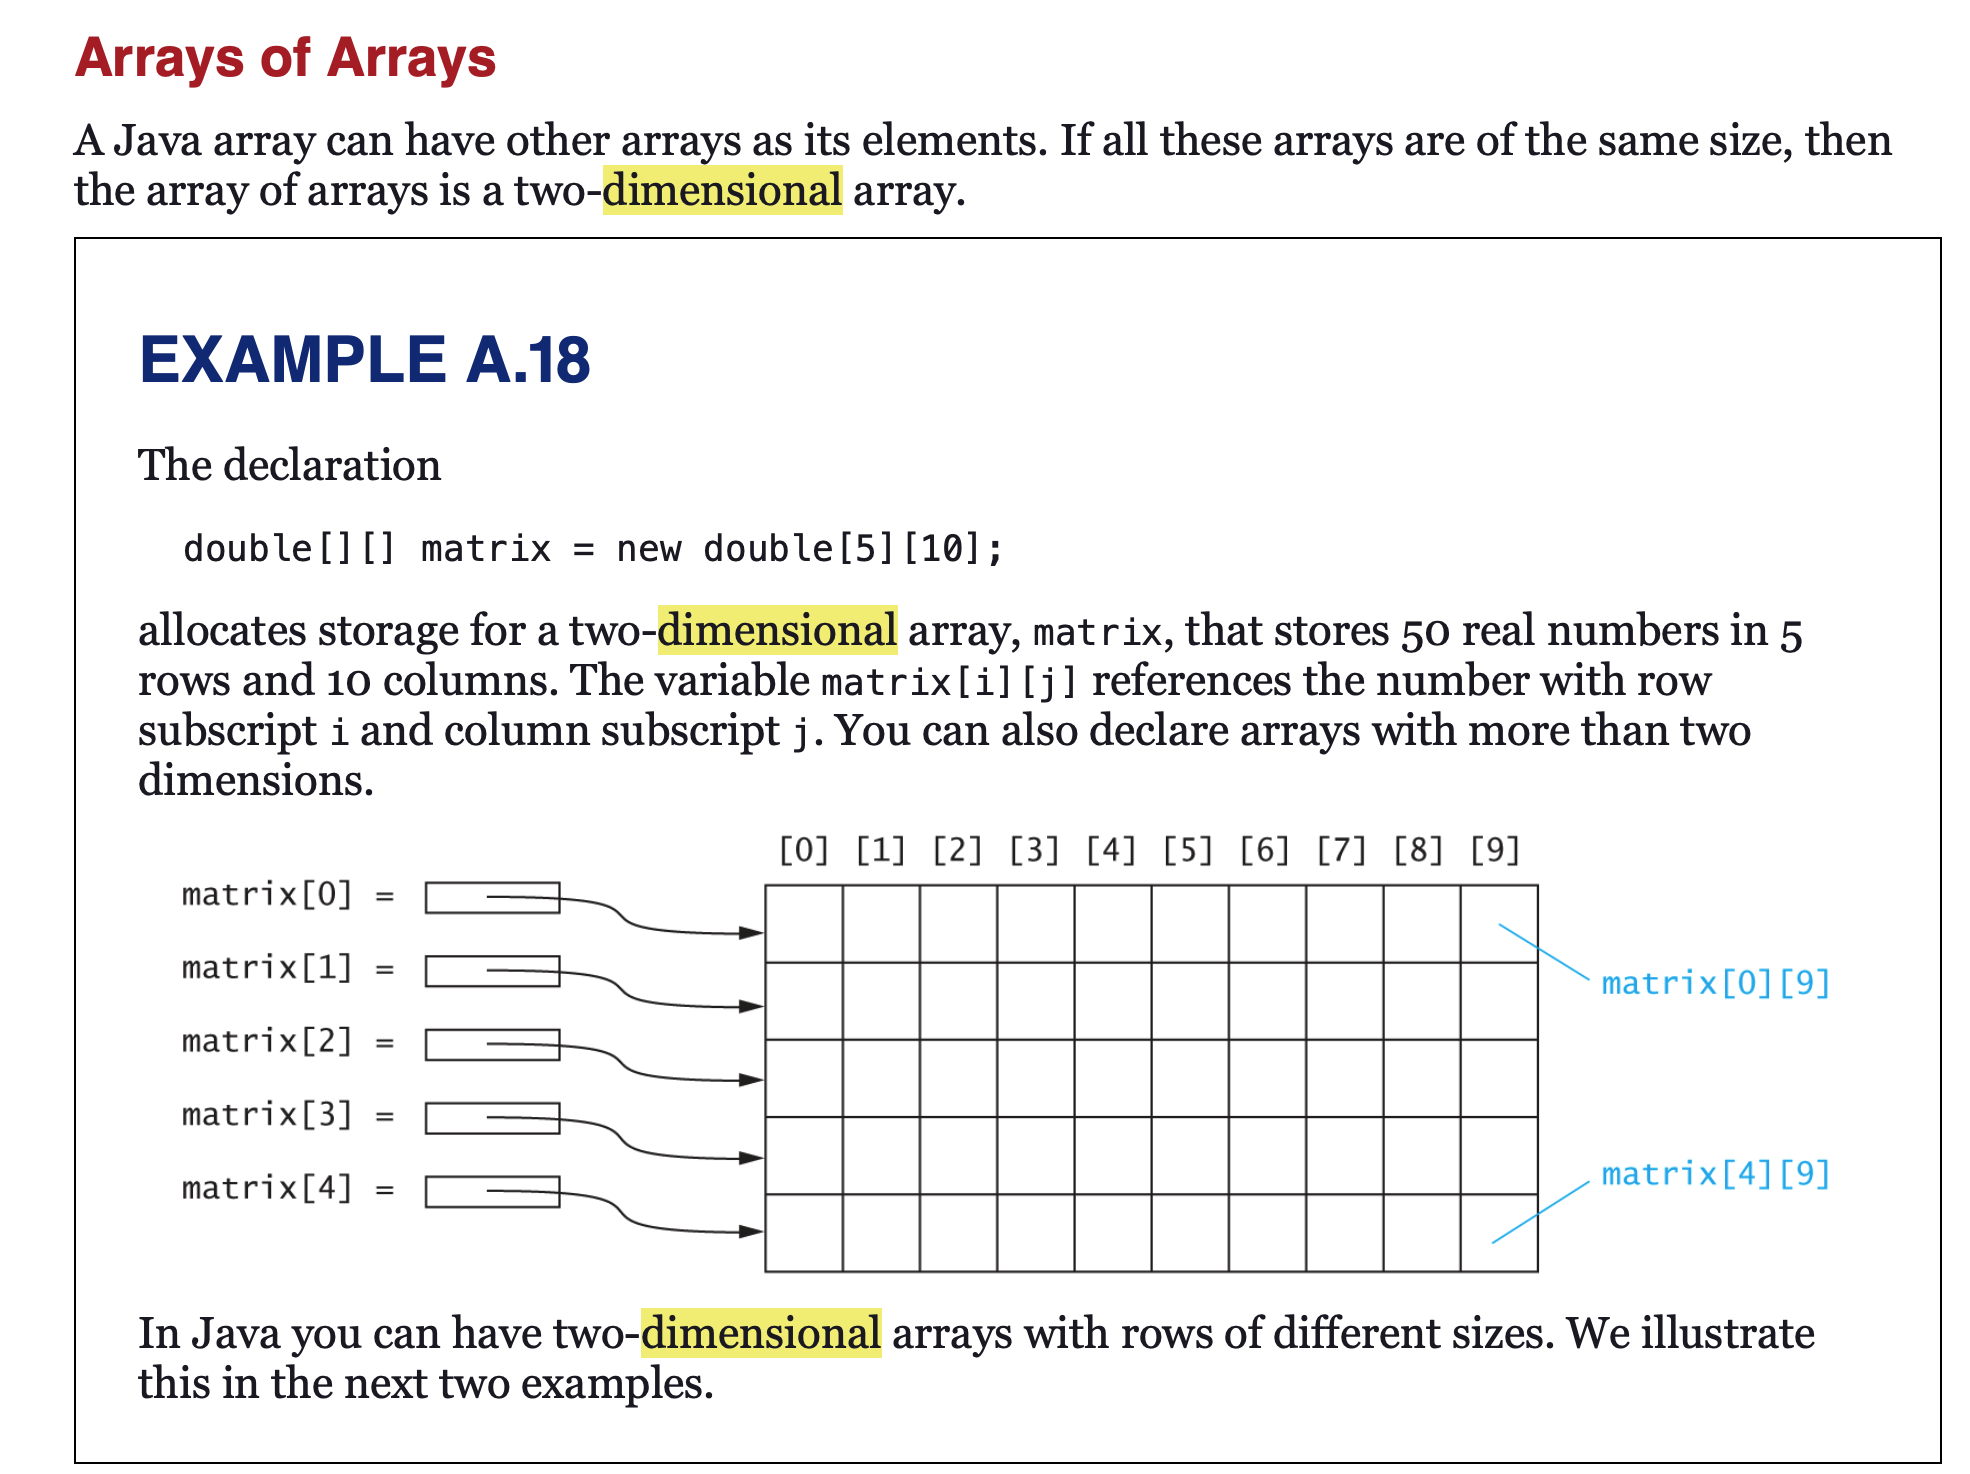 Arrays of Arrays
A Java array can have other arrays as its elements. If all these arrays are of the same size, then
the array of arrays is a two-dimensional array.
EXAMPLE A.18
The declaration
double[][] matrix = new double[5][10];
allocates storage for a two-dimensional array, matrix, that stores 50 real numbers in 5
rows and 10 columns. The variable matrix[i][j] references the number with row
subscript i and column subscript j. You can also declare arrays with more than two
dimensions.
[0] [1] [2] [3] [4] [5] [6] [7] [8] [9]
matrix[0] =
matrix[1] =
matrix[0][9]
matrix[2] =
matrix[3] =
matrix[4] =
matrix[4][9]
In Java you can have two-dimensional arrays with rows of different sizes. We illustrate
this in the next two examples.